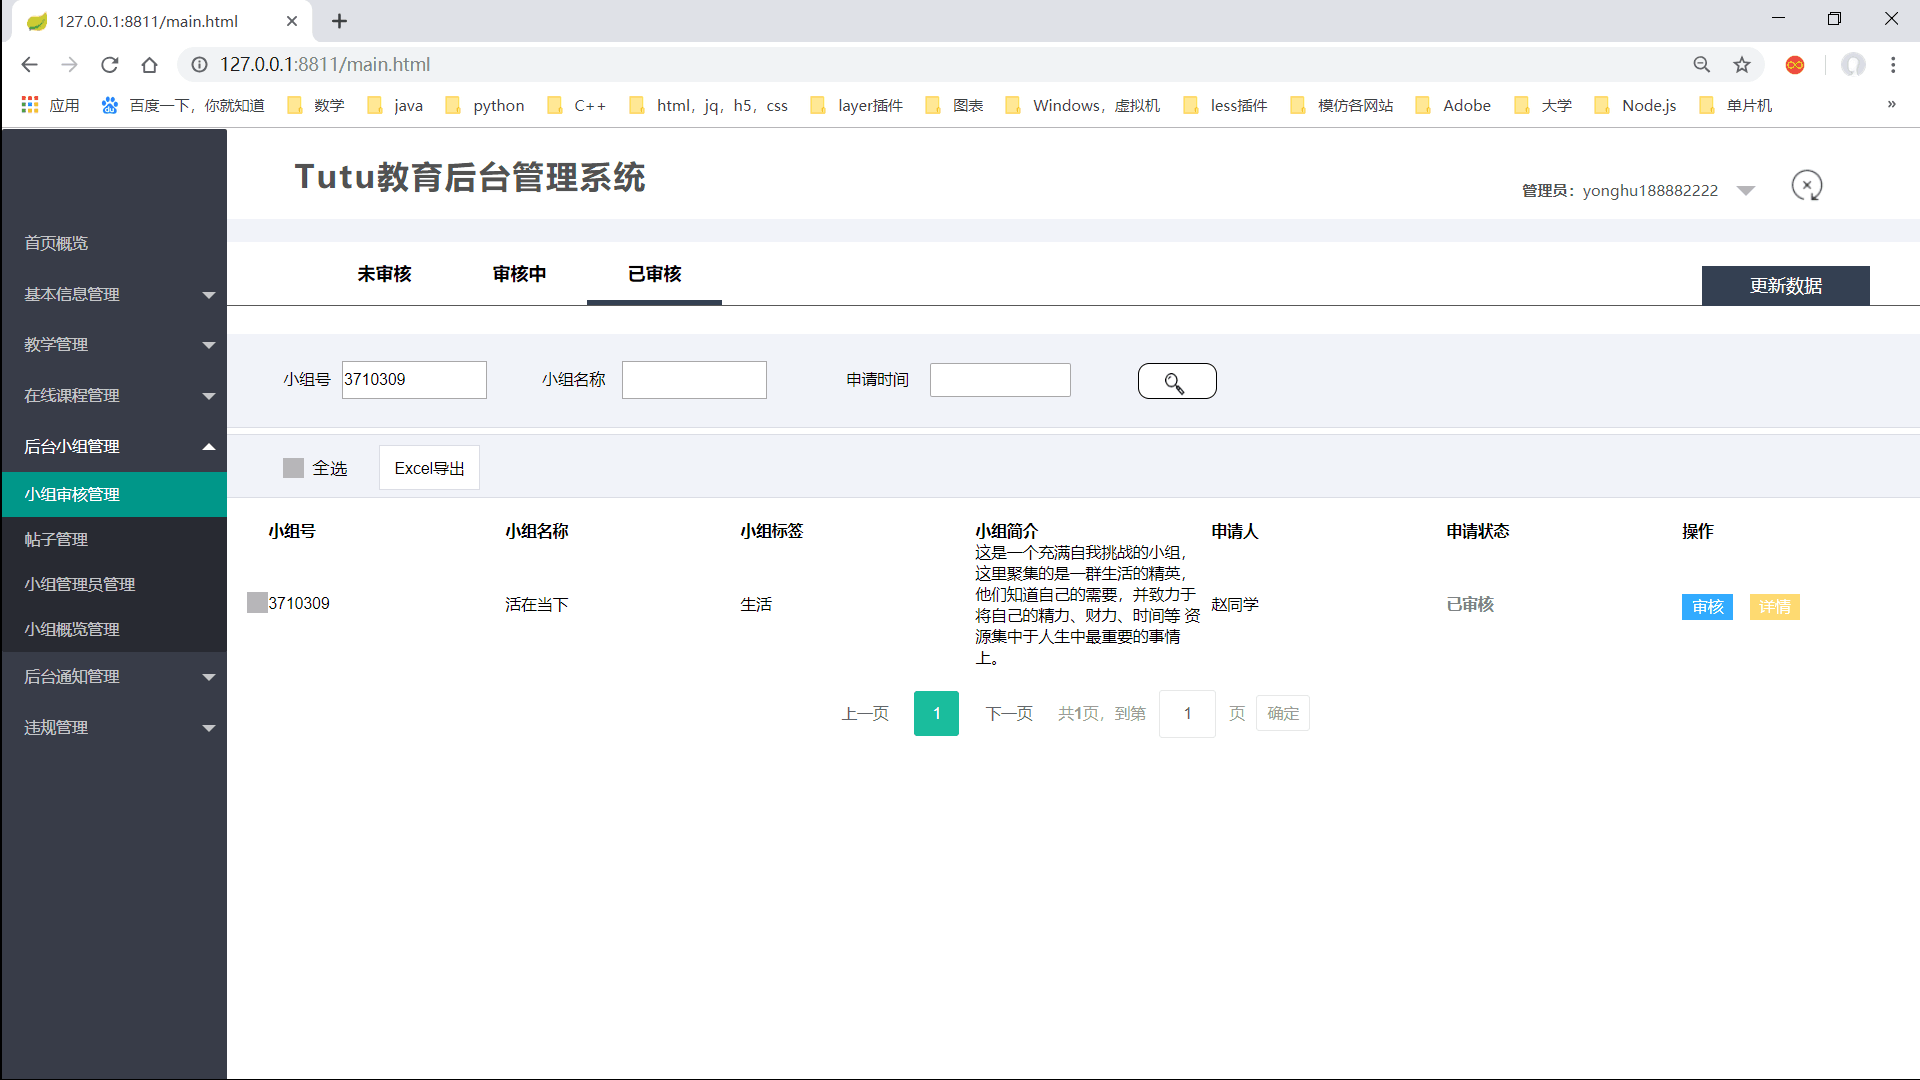 127.0.0.1:8811/main.html
127.0.0.1:8811/main.html
应用 百度一下，你就知道 数学 java python C++ html，jq，h5，css layer插件 图表 Windows，虚拟机 less插件 模仿各网站 Adobe 大学 Node.js 单片机 »
Tutu教育后台管理系统
管理员：yonghu188882222
首页概览
基本信息管理
教学管理
在线课程管理
后台小组管理
小组审核管理
帖子管理
小组管理员管理
小组概览管理
后台通知管理
违规管理
未审核 审核中 已审核
更新数据
小组号 3710309 小组名称 申请时间
全选 Excel导出
小组号 小组名称 小组标签 小组简介 申请人 申请状态 操作
3710309 活在当下 生活
这是一个充满自我挑战的小组，
这里聚集的是一群生活的精英，
他们知道自己的需要，并致力于
将自己的精力、财力、时间等 资
源集中于人生中最重要的事情
上。
赵同学 已审核 审核 详情
上一页 1 下一页 共1页，到第 1 页 确定